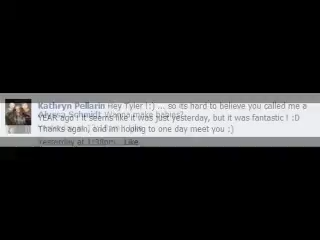 Kathryn Pellarin Hey Tyler ! :) ... so its hard to believe you called me a
YEAR ago ! it seems like it was just yesterday, but it was fantastic ! :D
Thanks again, and im hoping to one day meet you :)
Yesterday at 1:38pm · Like